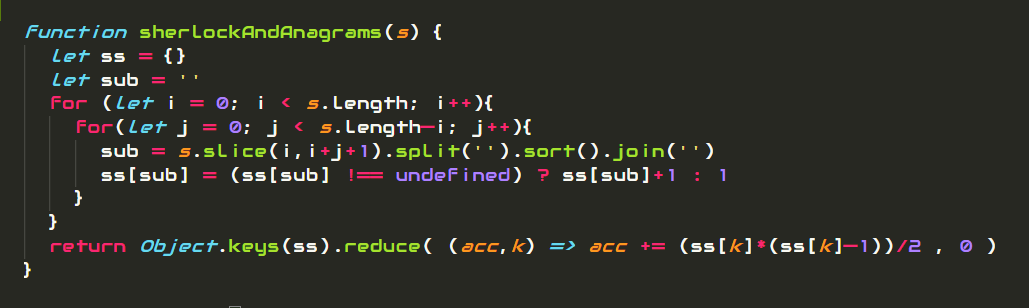 function sherlockAndAnagrams(s) {
let ss = {}
let sub = ''
for (let i = 0; i < s.length; i++){
for(let j = 0; j < s.length-i; j++){
sub = s.slice(i,i+j+1).split('').sort().join('')
ss[sub] = (ss[sub] !== undefined) ? ss[sub]+1 : 1
}
}
return Object.keys(ss).reduce( (acc,k) => acc += (ss[k]*(ss[k]-1))/2 , 0 )
}